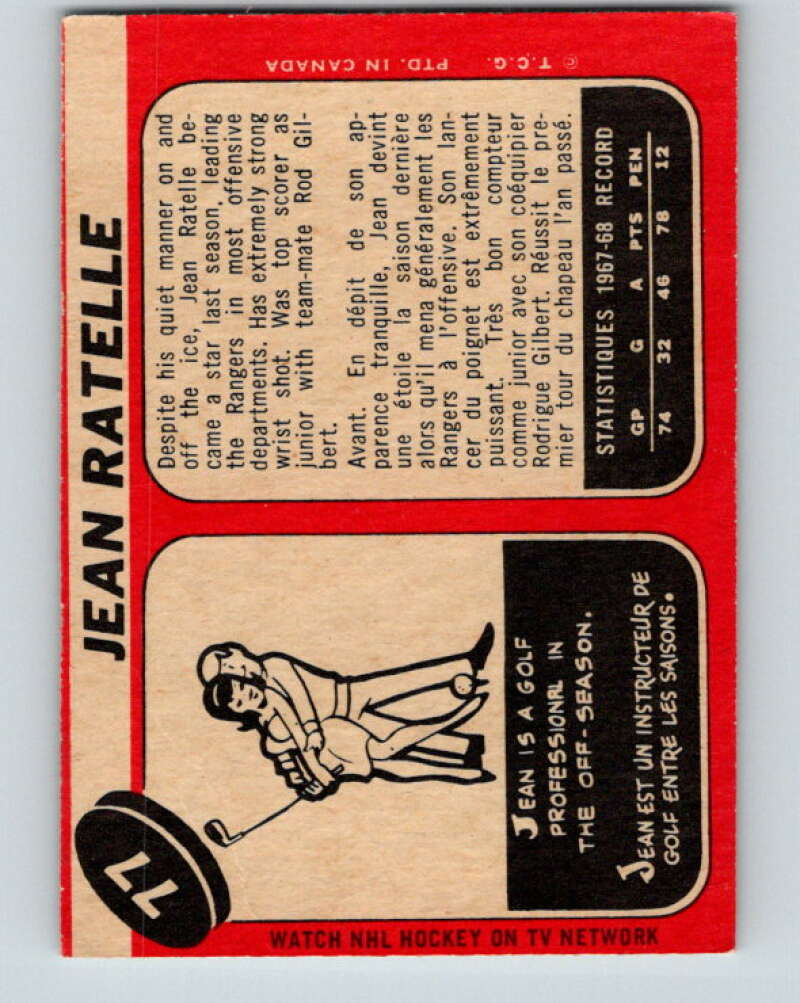 77
JEAN RATELLE
JEAN IS A GOLF
PROFESSIONAL IN
THE OFF-SEASON.
JEAN EST UN INSTRUCTEUR DE
GOLF ENTRE LES SAISONS.
Despite his quiet manner on and
off the ice, Jean Ratelle be-
came a star last season, leading
the Rangers in most offensive
departments. Has extremely strong
wrist shot. Was top scorer as
junior with team-mate Rod Gil-
bert.
Avant. En dépit de son ap-
parence tranquille, Jean devint
une étoile la saison dernière
alors qu'il mena généralement les
Rangers à l'offensive. Son lan-
cer du poignet est extrêmement
puissant. Très bon compteur
comme junior avec son coéquipier
Rodrigue Gilbert. Réussit le pre-
mier tour du chapeau l'an passé.
STATISTIQUES 1967-68 RECORD
GP G A PTS PEN
74 32 46 78 12
WATCH NHL HOCKEY ON TV NETWORK
© T.C.G. PTD. IN CANADA